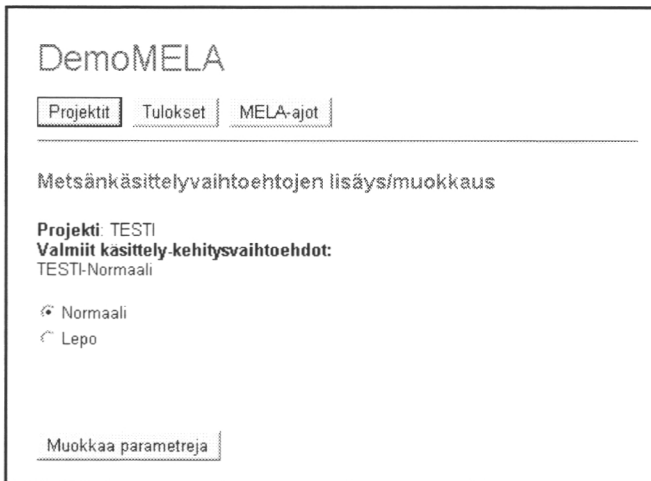 DemoMELA
Projektit Tulokset MELA-ajot
Metsänkäsittelyvaihtoehtojen lisäys/muokkaus
Projekti: TESTI
Valmiit käsittely-kehitysvaihtoehdot:
TESTI-Normaali
Normaali
Lepo
Muokkaa parametreja